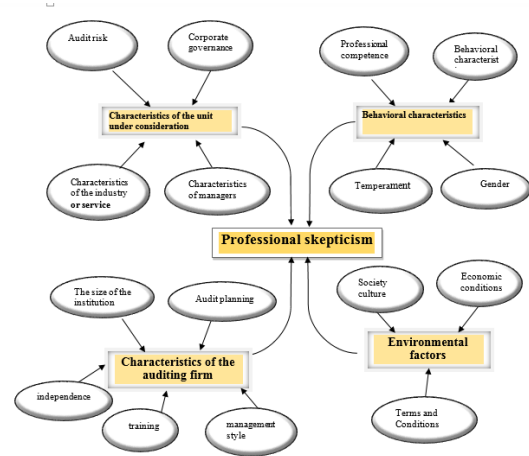 Audit risk
Corporate
governance
Professional
competence
Behavioral
characterist
Characteristics of the unit
under consideration
Behavioral characteristics
Characteristics
of the industry
or service
Characteristics
of managers
Temperament
Gender
Professional skepticism
The size of the
institution
Audit planning
Society
culture
Economic
conditions
Characteristics of the
auditing firm
Environmental
factors
independence
training
management
style
Terms and
Conditions